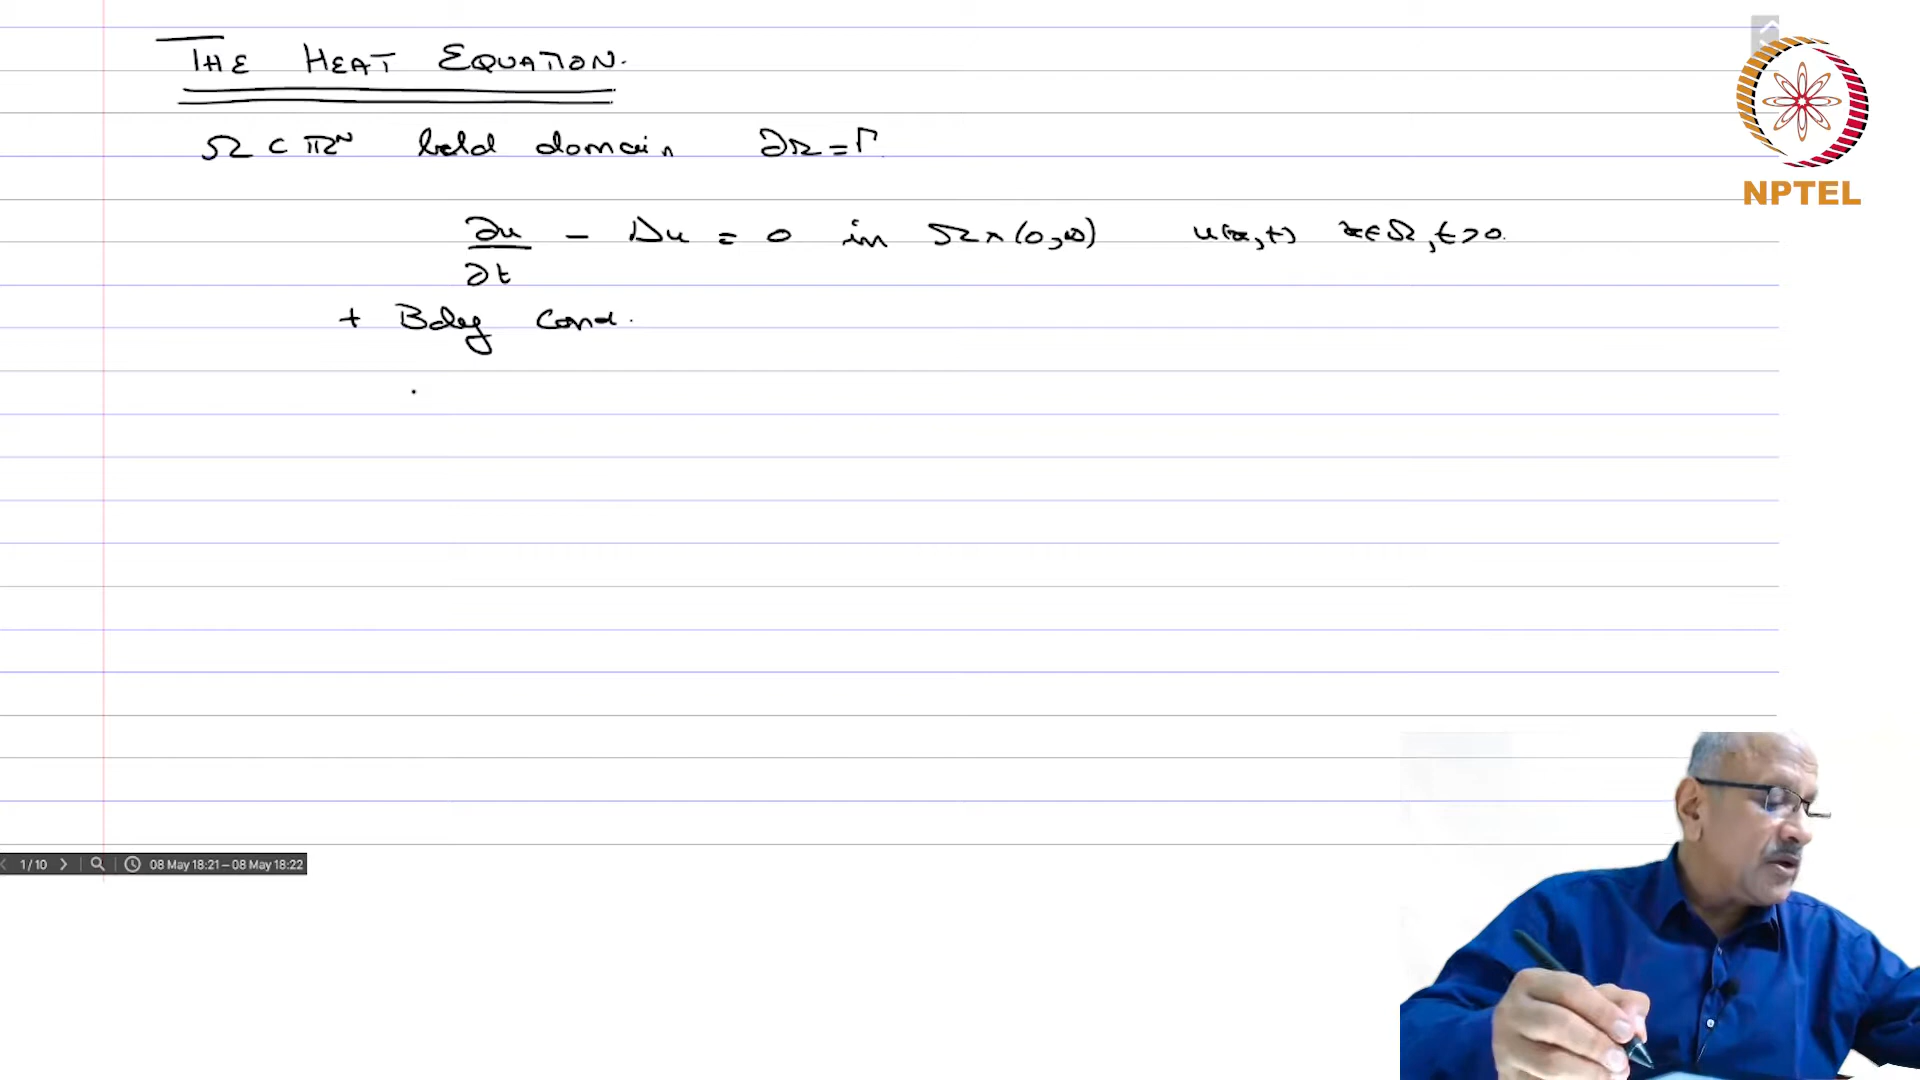 THE HEAT EQUATION.
Ω ⊂ ℝᴺ bdd domain ∂Ω = Γ.
∂u/∂t - Δu = 0 in Ω×(0,∞) u(x,t) x∈Ω, t>0.
+ Bdry Cond.
NPTEL
1/10 08 May 18:21 – 08 May 18:22